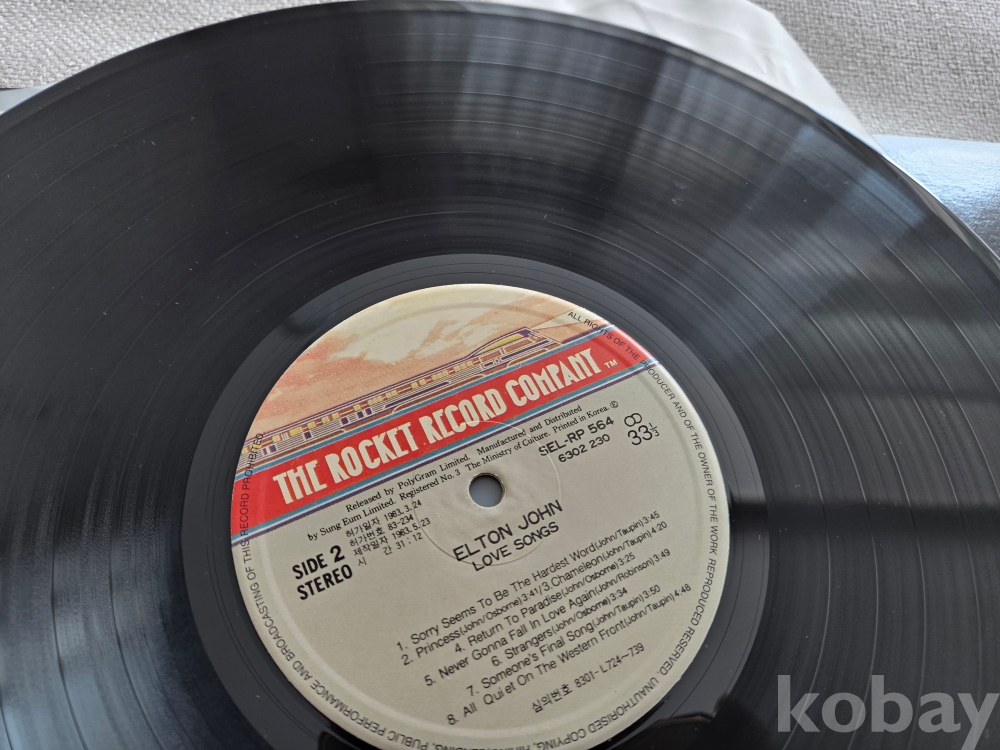 THE ROCKET RECORD COMPANY ™
Released by PolyGram Limited. Manufactured and Distributed
by Sung Eum Limited. Registered No. 3 The Ministry of Culture. Printed in Korea. ©
허가일자 1983.3.24
허가번호 83-234
제작일자 1983.5.23
시 간 31:12
SEL-RP 564
6302 230
33⅓
SIDE 2
STEREO
ELTON JOHN
LOVE SONGS
1. Sorry Seems To Be The Hardest Word(John/Taupin)3:45
2. Princess(John/Osborne)3:41/3.Chameleon(John/Taupin)4:20
4. Return To Paradise(John/Osborne)3:25
5. Never Gonna Fall In Love Again(John/Robinson)3:49
6. Strangers(John/Osborne)3:34
7. Someone's Final Song(John/Taupin)3:50
8. All Quiet On The Western Front(John/Taupin)4:48
심의번호 8301-L724~739
ALL RIGHTS OF THE PRODUCER AND OF THE OWNER OF THE WORK REPRODUCED RESERVED. UNAUTHORISED COPYING, PUBLIC PERFORMANCE AND BROADCASTING OF THIS RECORD PROHIBITED
kobay